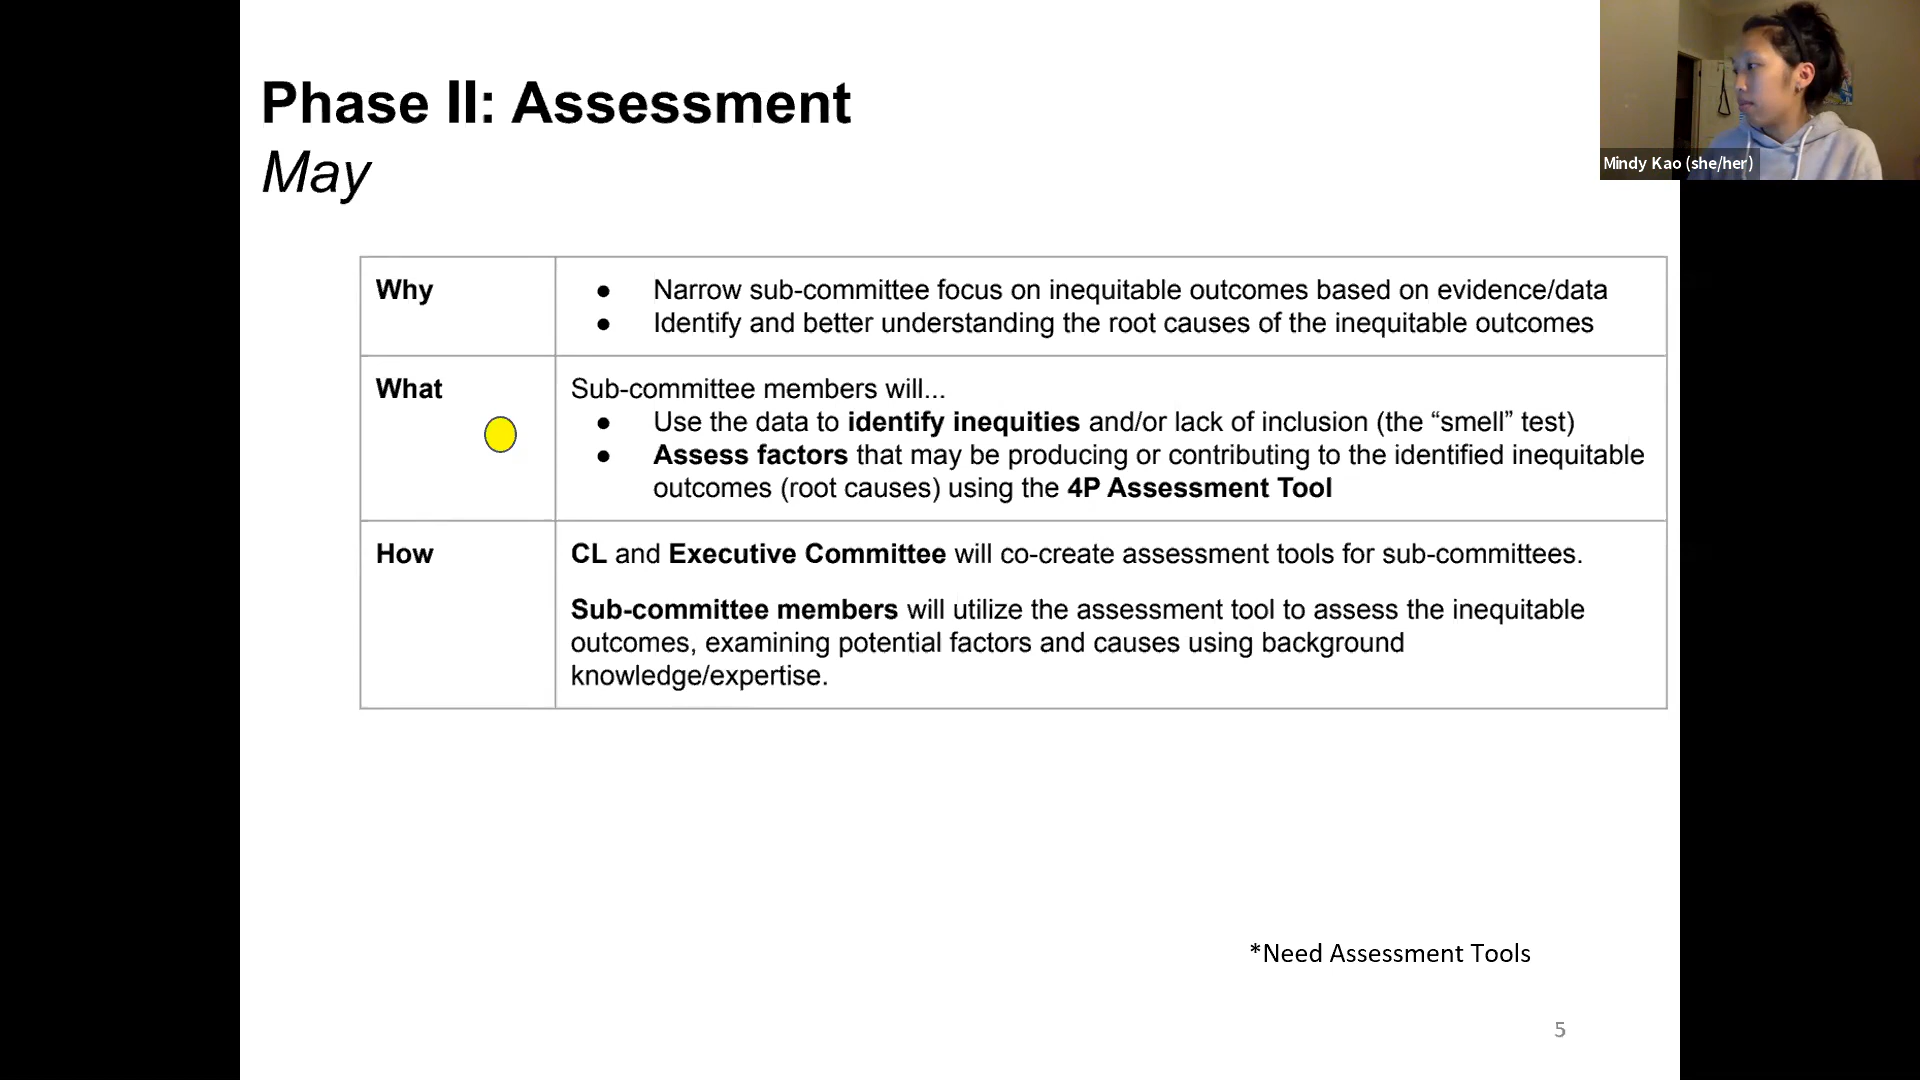 Phase II: Assessment
May
Mindy Kao (she/her)
Why
● Narrow sub-committee focus on inequitable outcomes based on evidence/data
● Identify and better understanding the root causes of the inequitable outcomes
What
Sub-committee members will...
● Use the data to identify inequities and/or lack of inclusion (the “smell” test)
● Assess factors that may be producing or contributing to the identified inequitable
outcomes (root causes) using the 4P Assessment Tool
How
CL and Executive Committee will co-create assessment tools for sub-committees.
Sub-committee members will utilize the assessment tool to assess the inequitable
outcomes, examining potential factors and causes using background
knowledge/expertise.
*Need Assessment Tools
5